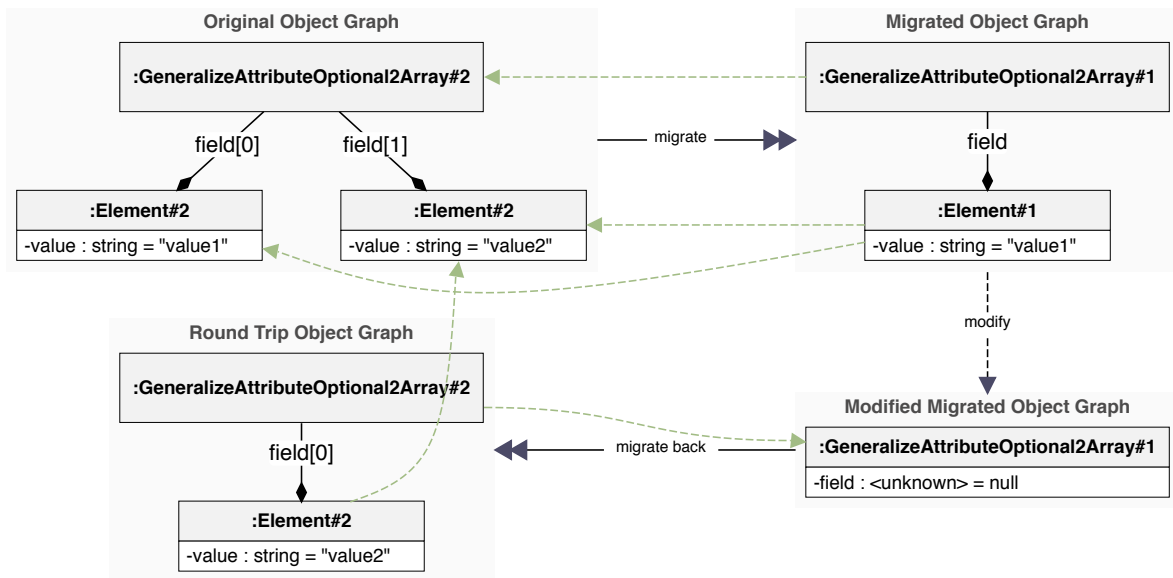 Original Object Graph
:GeneralizeAttributeOptional2Array#2
field[0]
field[1]
:Element#2
-value : string = "value1"
:Element#2
-value : string = "value2"
migrate
Migrated Object Graph
:GeneralizeAttributeOptional2Array#1
field
:Element#1
-value : string = "value1"
modify
Modified Migrated Object Graph
:GeneralizeAttributeOptional2Array#1
-field : <unknown> = null
migrate back
Round Trip Object Graph
:GeneralizeAttributeOptional2Array#2
field[0]
:Element#2
-value : string = "value2"